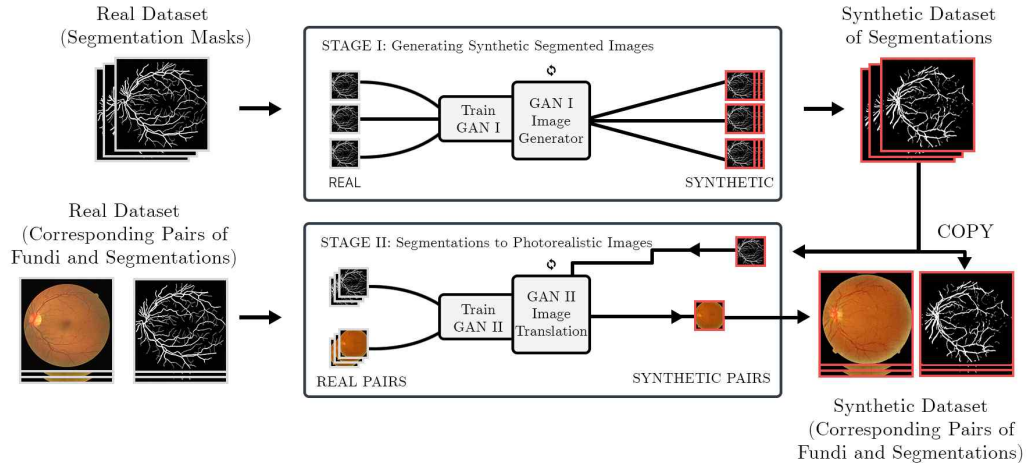 Real Dataset
(Segmentation Masks)
STAGE I: Generating Synthetic Segmented Images
Train
GAN I
GAN I
Image
Generator
REAL
SYNTHETIC
Synthetic Dataset
of Segmentations
Real Dataset
(Corresponding Pairs of
Fundi and Segmentations)
STAGE II: Segmentations to Photorealistic Images
Train
GAN II
GAN II
Image
Translation
REAL PAIRS
SYNTHETIC PAIRS
COPY
Synthetic Dataset
(Corresponding Pairs of
Fundi and Segmentations)